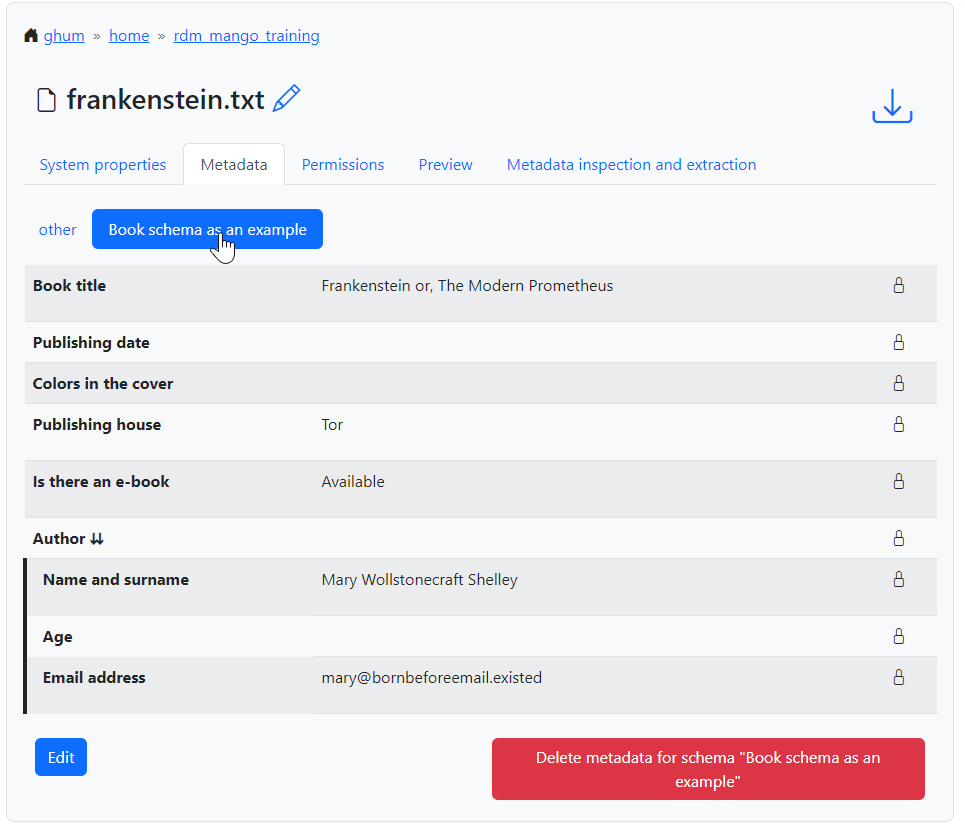 ghum » home » rdm_mango_training
frankenstein.txt
System properties Metadata Permissions Preview Metadata inspection and extraction
other Book schema as an example
Book title Frankenstein or, The Modern Prometheus
Publishing date
Colors in the cover
Publishing house Tor
Is there an e-book Available
Author ⇊
Name and surname Mary Wollstonecraft Shelley
Age
Email address mary@bornbeforeemail.existed
Edit Delete metadata for schema "Book schema as an
example"